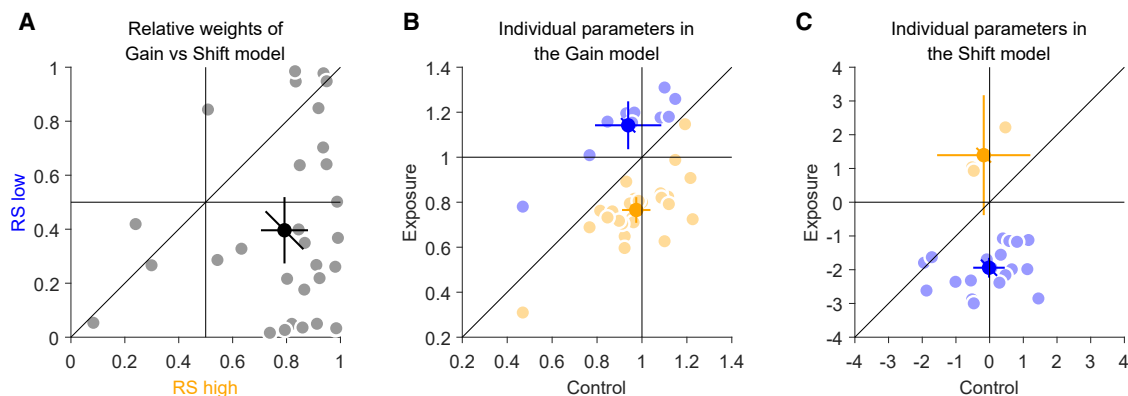 A
Relative weights of
Gain vs Shift model
1
0.8
0.6
0.4
0.2
0
0
0.2
0.4
0.6
0.8
1
RS low
RS high
B
Individual parameters in
the Gain model
1.4
1.2
1
0.8
0.6
0.4
0.2
0.2
0.4
0.6
0.8
1
1.2
1.4
Exposure
Control
C
Individual parameters in
the Shift model
4
3
2
1
0
-1
-2
-3
-4
-4
-3
-2
-1
0
1
2
3
4
Exposure
Control